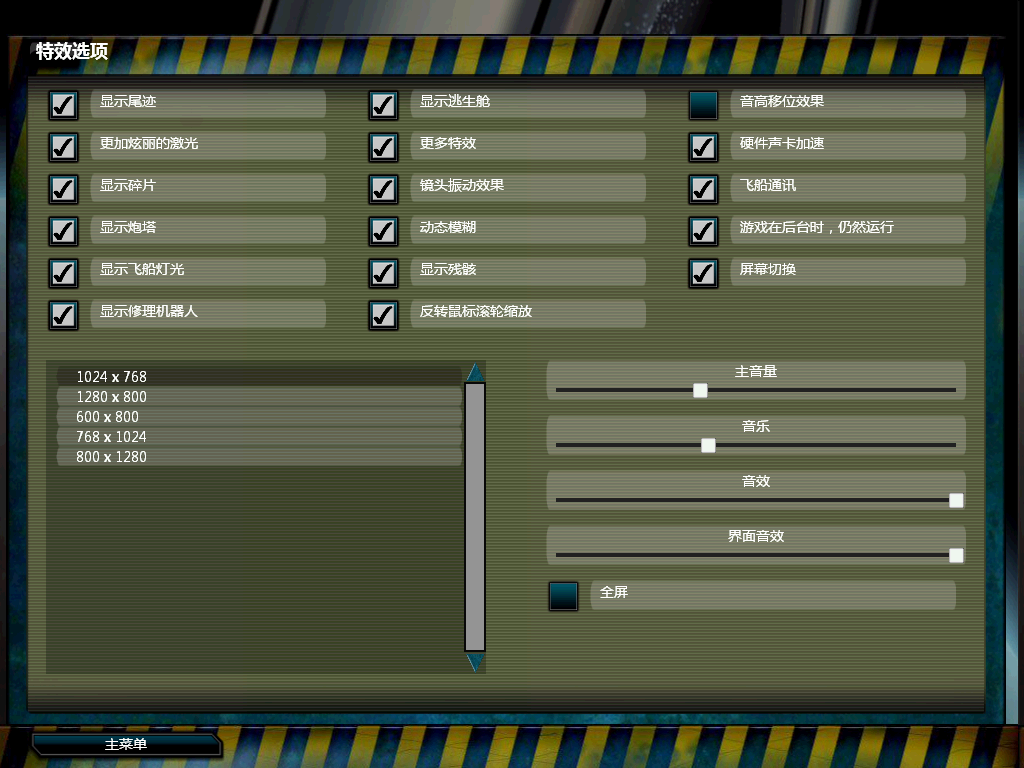 特效选项
显示尾迹
显示逃生舱
音高移位效果
更加炫丽的激光
更多特效
硬件声卡加速
显示碎片
镜头振动效果
飞船通讯
显示炮塔
动态模糊
游戏在后台时，仍然运行
显示飞船灯光
显示残骸
屏幕切换
显示修理机器人
反转鼠标滚轮缩放
1024 x 768
1280 x 800
600 x 800
768 x 1024
800 x 1280
主音量
音乐
音效
界面音效
全屏
主菜单